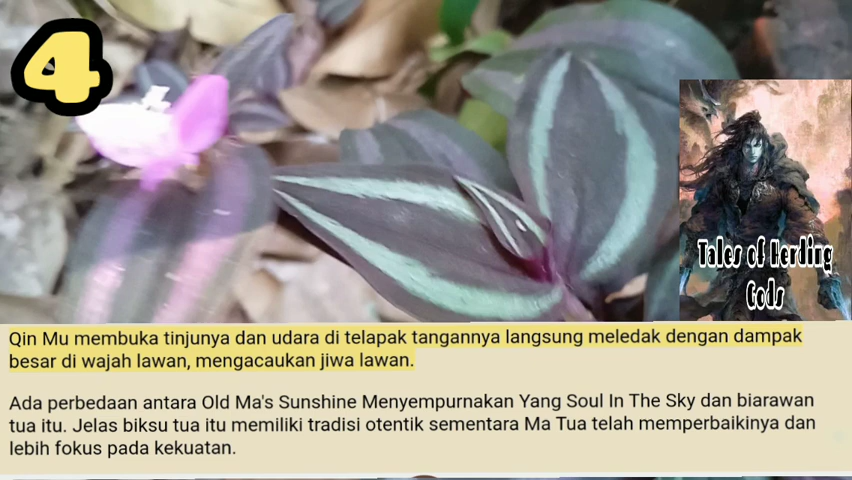 4
Tales of Herding
Gods
Qin Mu membuka tinjunya dan udara di telapak tangannya langsung meledak dengan dampak
besar di wajah lawan, mengacaukan jiwa lawan.
Ada perbedaan antara Old Ma's Sunshine Menyempurnakan Yang Soul In The Sky dan biarawan
tua itu. Jelas biksu tua itu memiliki tradisi otentik sementara Ma Tua telah memperbaikinya dan
lebih fokus pada kekuatan.